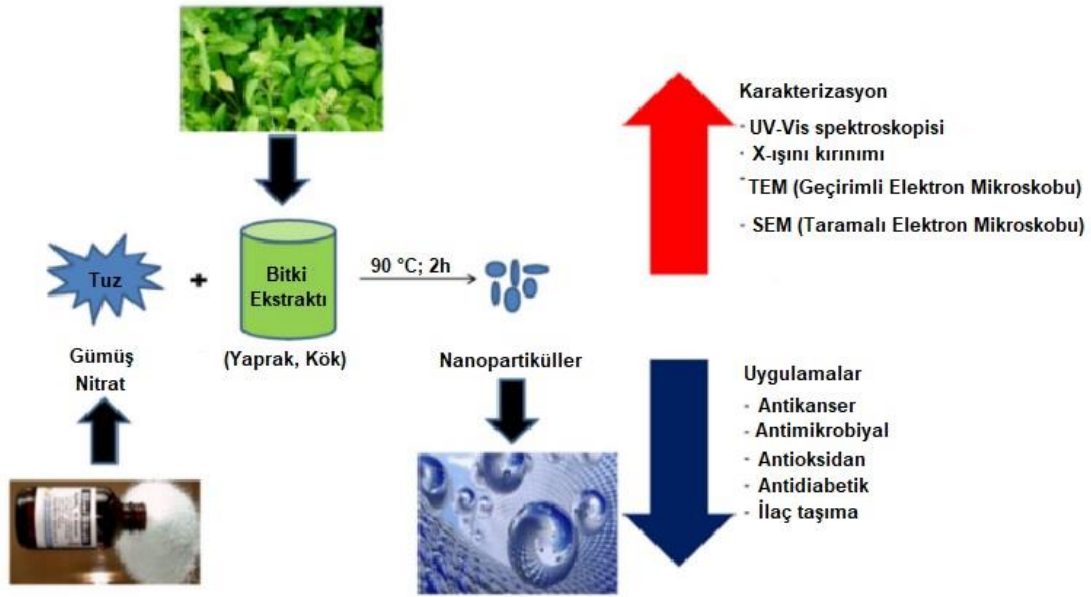 Tuz
+
Bitki
Ekstraktı
90 °C; 2h
Gümüş
Nitrat
(Yaprak, Kök)
Nanopartiküller
Karakterizasyon
· UV-Vis spektroskopisi
· X-ışını kırınımı
- TEM (Geçirimli Elektron Mikroskobu)
- SEM (Taramalı Elektron Mikroskobu)
Uygulamalar
- Antikanser
- Antimikrobiyal
- Antioksidan
- Antidiabetik
- İlaç taşıma